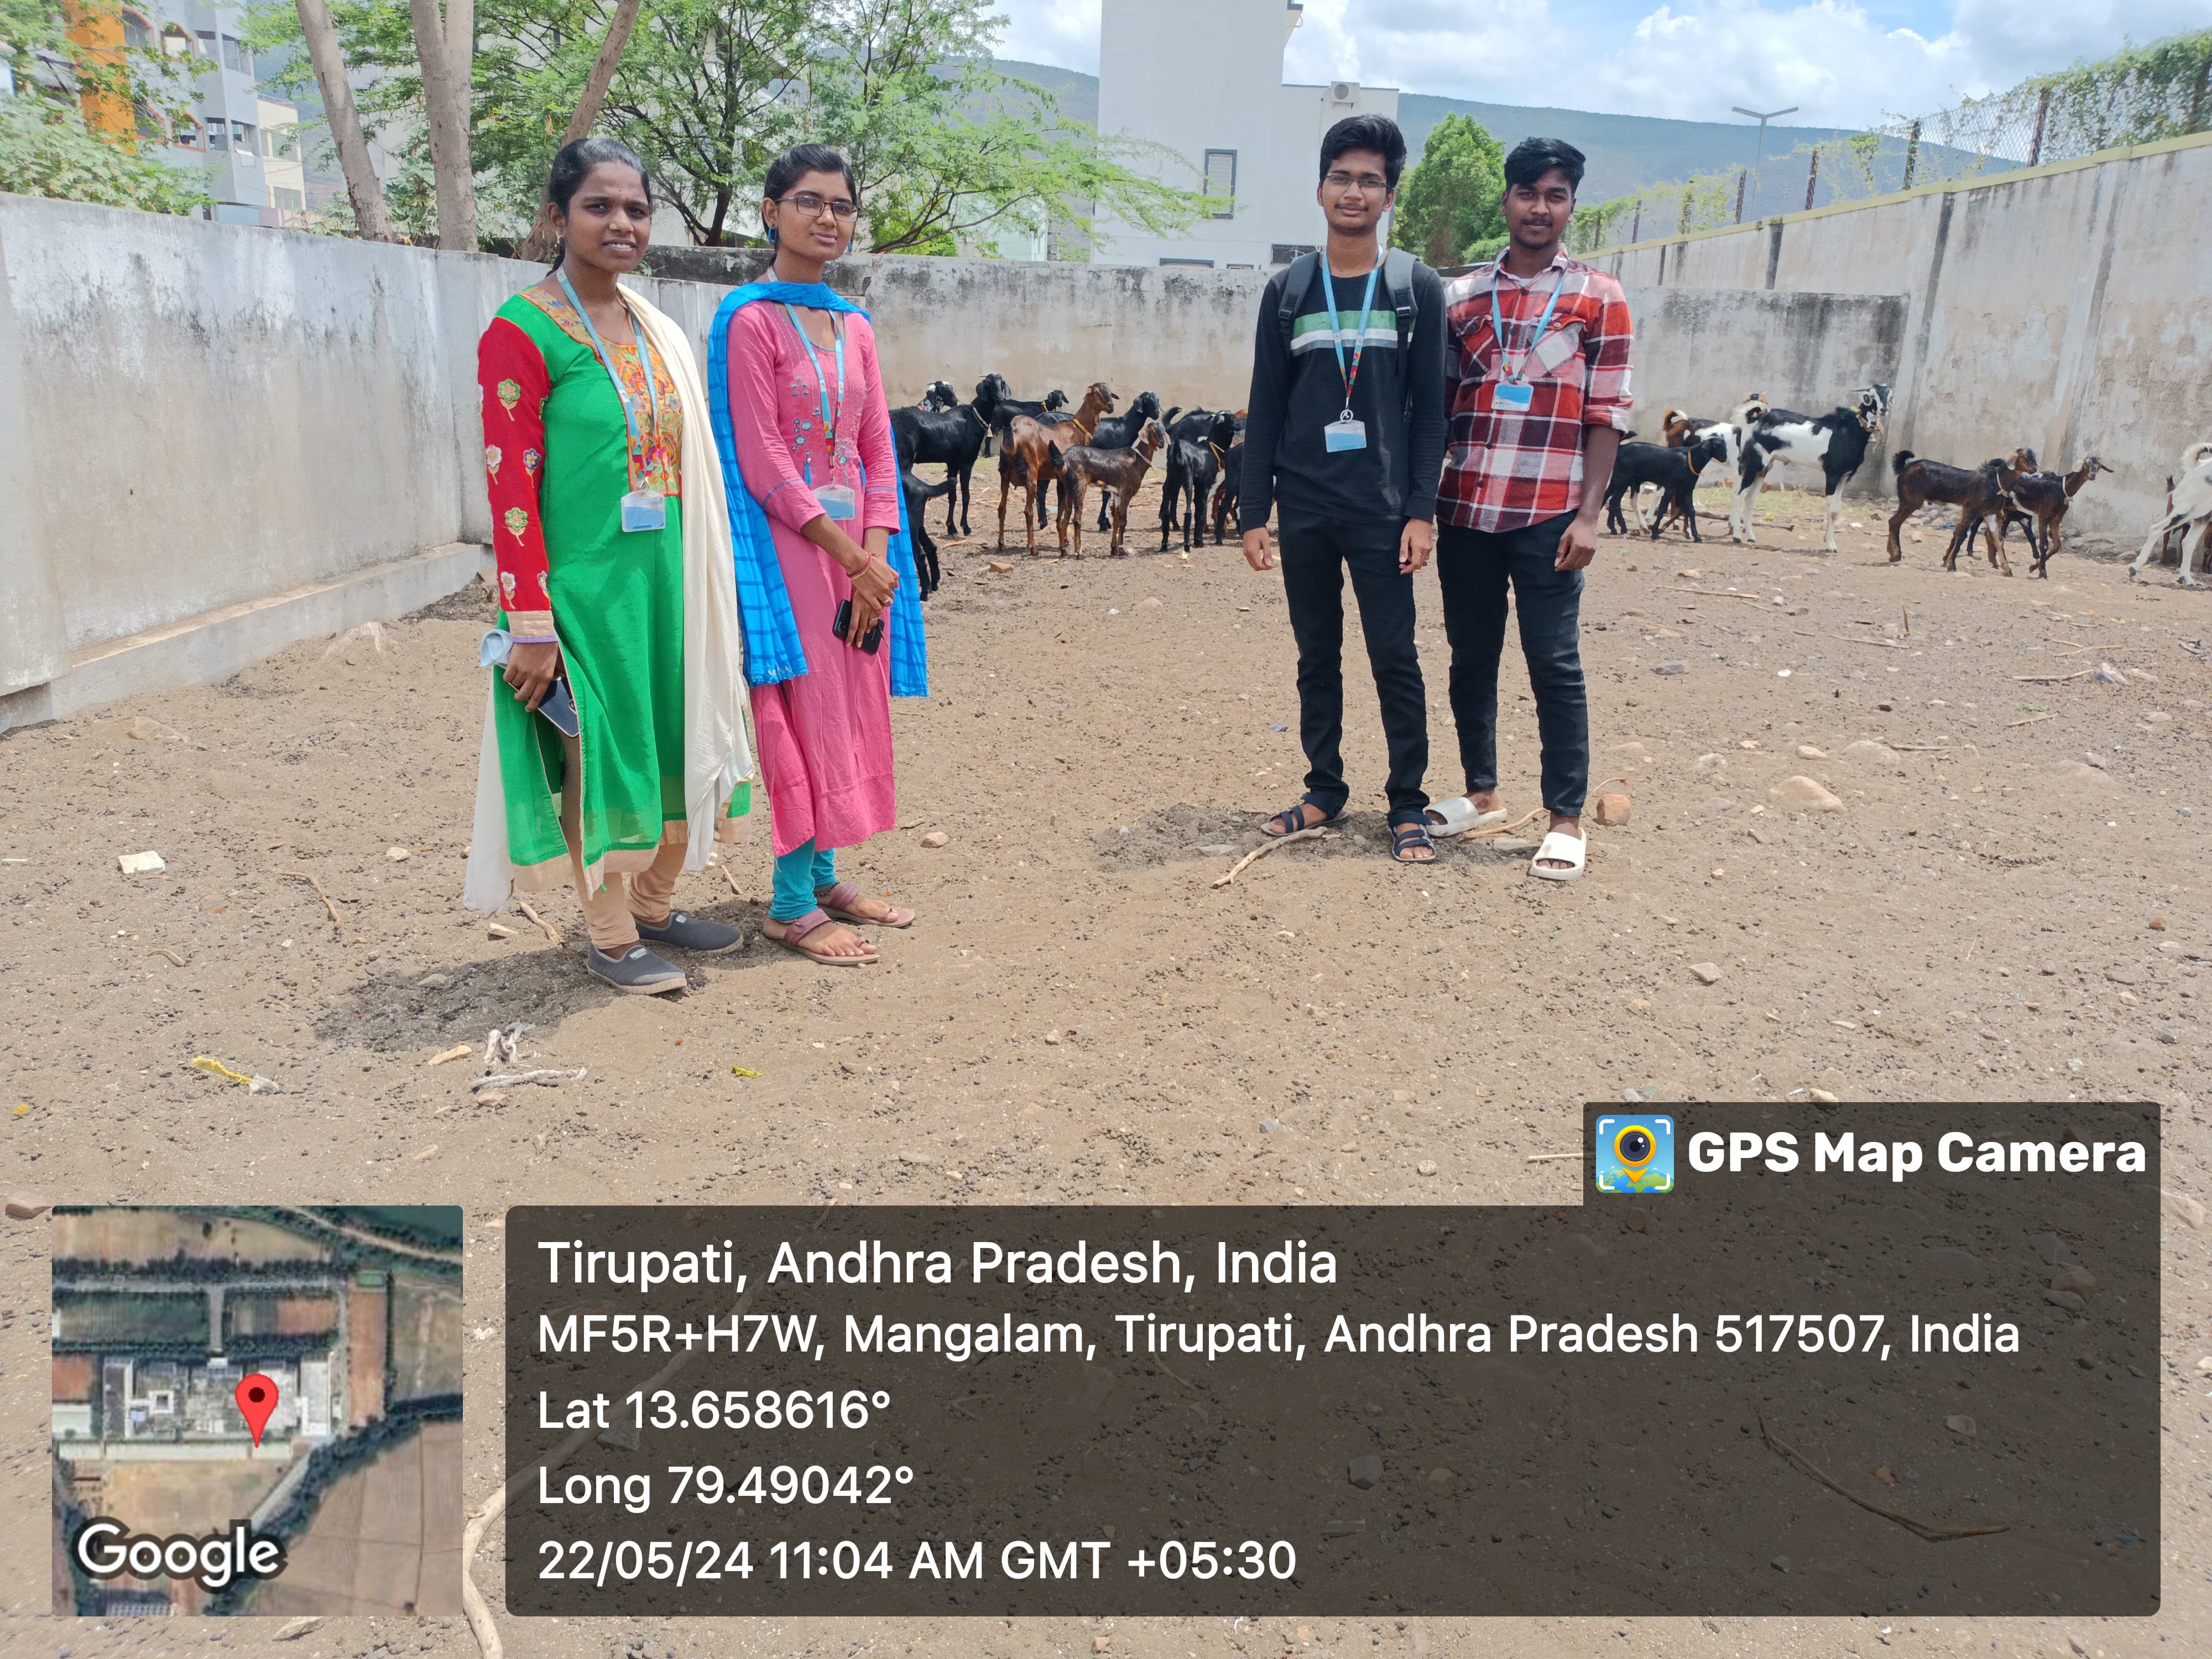 GPS Map Camera
Tirupati, Andhra Pradesh, India
MF5R+H7W, Mangalam, Tirupati, Andhra Pradesh 517507, India
Lat 13.658616°
Long 79.49042°
22/05/24 11:04 AM GMT +05:30
Google